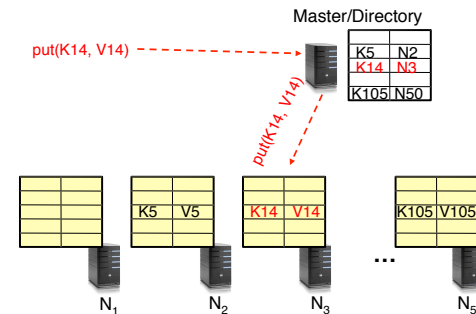 Master/Directory
put(K14, V14)
K5 N2
K14 N3
K105 N50
put(K14, V14)
K5 V5
K14 V14
K105 V105
...
N1
N2
N3
N5